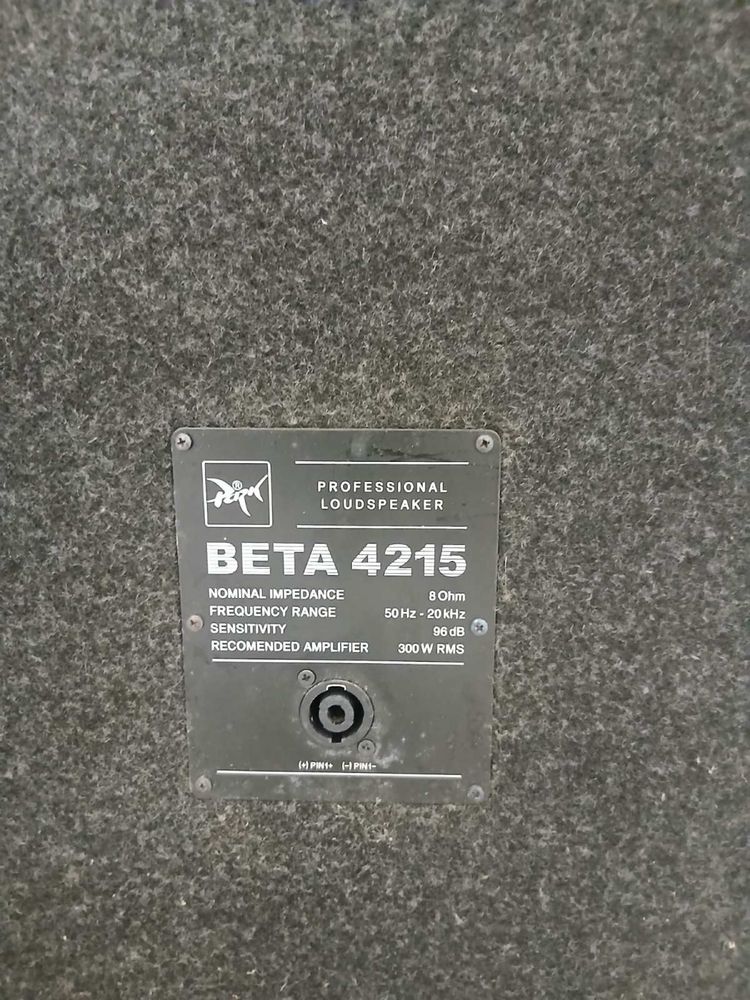 ®
PROFESSIONAL
LOUDSPEAKER
BETA 4215
NOMINAL IMPEDANCE 8 Ohm
FREQUENCY RANGE 50 Hz - 20 kHz
SENSITIVITY 96 dB
RECOMENDED AMPLIFIER 300 W RMS
(+) PIN1+ (-) PIN1-